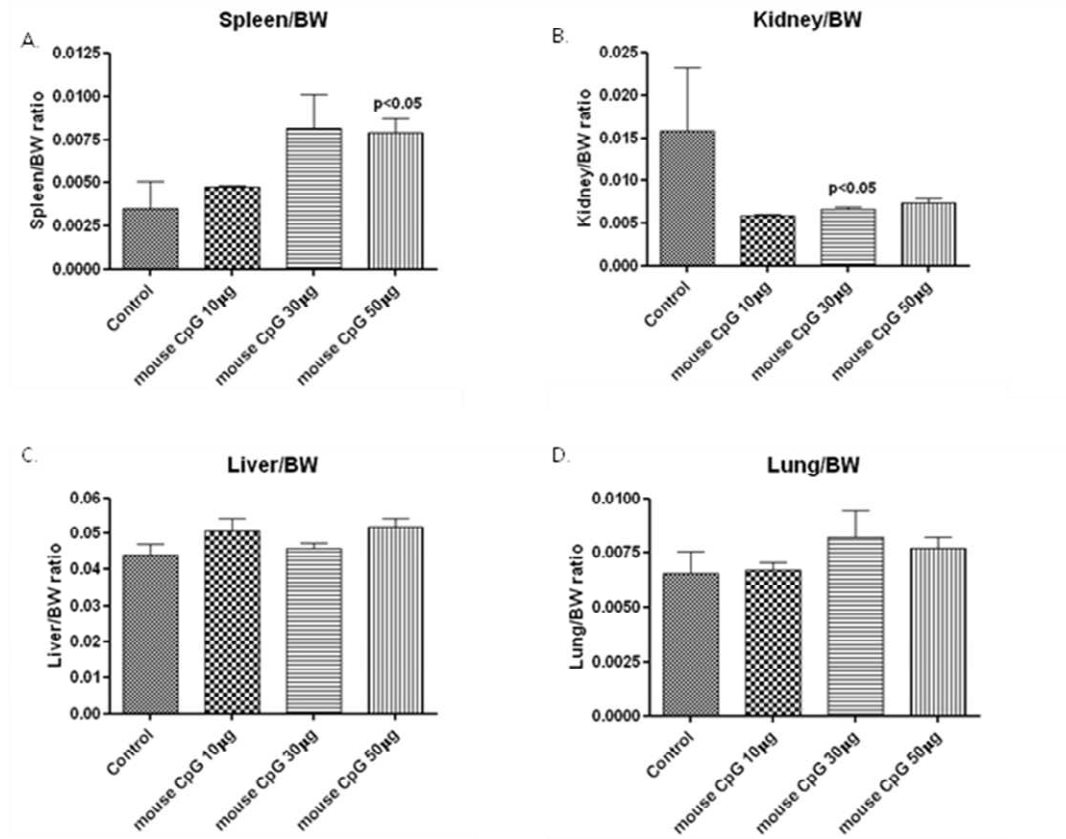 A.
Spleen/BW
Spleen/BW ratio
0.0125
0.0100
0.0075
0.0050
0.0025
0.0000
p<0.05
Control
mouse CpG 10µg
mouse CpG 30µg
mouse CpG 50µg
B.
Kidney/BW
Kidney/BW ratio
0.025
0.020
0.015
0.010
0.005
0.000
p<0.05
Control
mouse CpG 10µg
mouse CpG 30µg
mouse CpG 50µg
C.
Liver/BW
Liver/BW ratio
0.06
0.05
0.04
0.03
0.02
0.01
0.00
Control
mouse CpG 10µg
mouse CpG 30µg
mouse CpG 50µg
D.
Lung/BW
Lung/BW ratio
0.0100
0.0075
0.0050
0.0025
0.0000
Control
mouse CpG 10µg
mouse CpG 30µg
mouse CpG 50µg